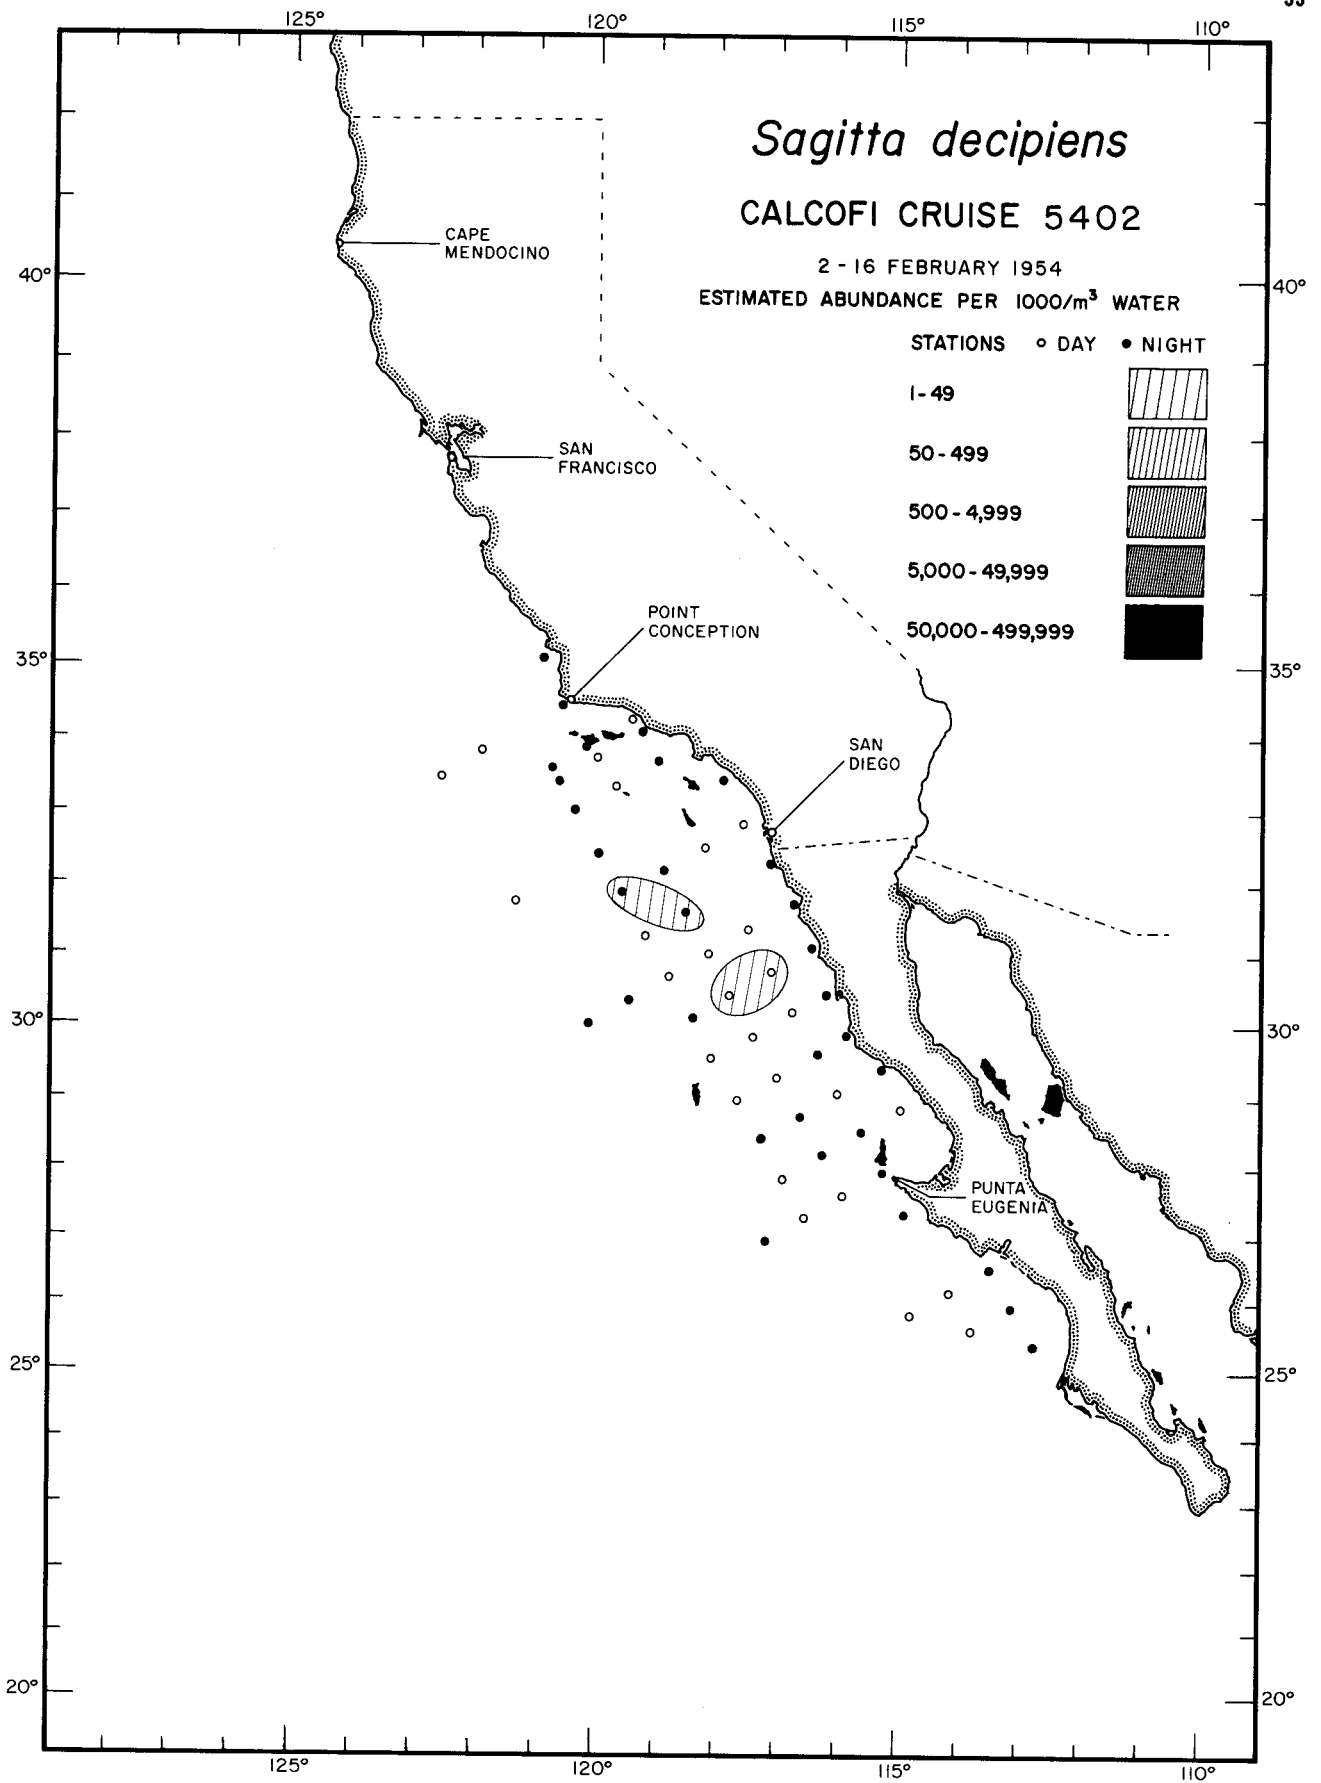 125° 120° 115° 110°
Sagitta decipiens
CALCOFI CRUISE 5402
2 - 16 FEBRUARY 1954
ESTIMATED ABUNDANCE PER 1000/m³ WATER
STATIONS ○ DAY ● NIGHT
1-49
50-499
500-4,999
5,000-49,999
50,000-499,999
CAPE
MENDOCINO
40° 40°
SAN
FRANCISCO
POINT
CONCEPTION
35° 35°
SAN
DIEGO
30° 30°
PUNTA
EUGENIA
25° 25°
20° 20°
125° 120° 115° 110°